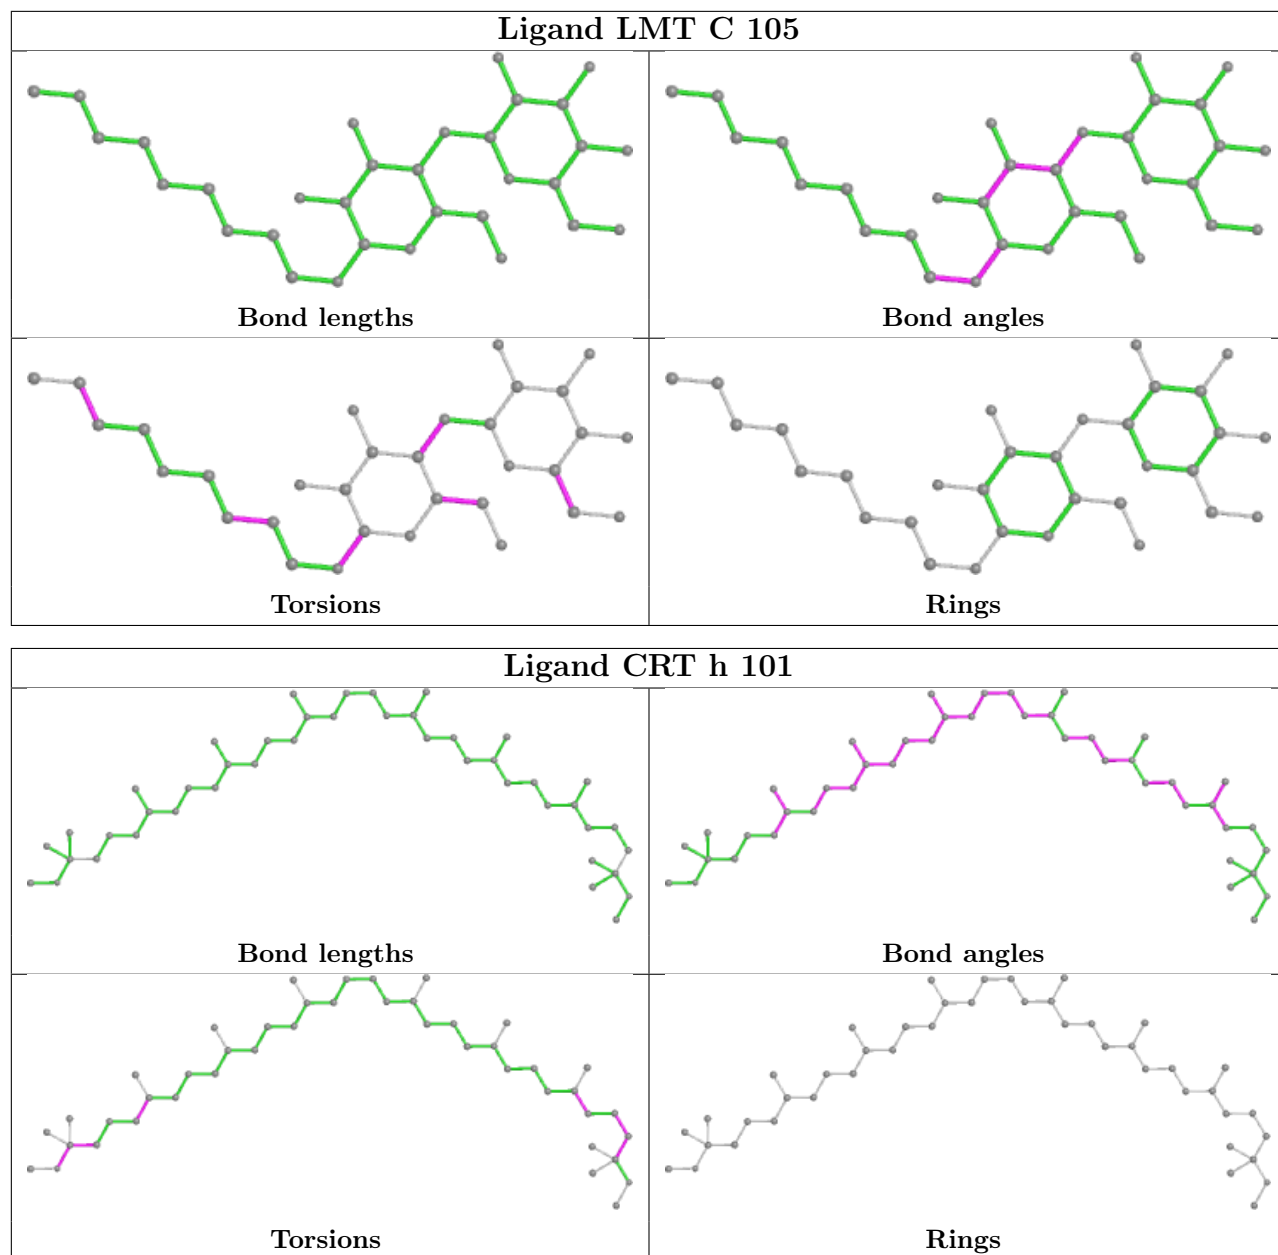 Ligand LMT C 105
Bond lengths
Bond angles
Torsions
Rings
Ligand CRT h 101
Bond lengths
Bond angles
Torsions
Rings